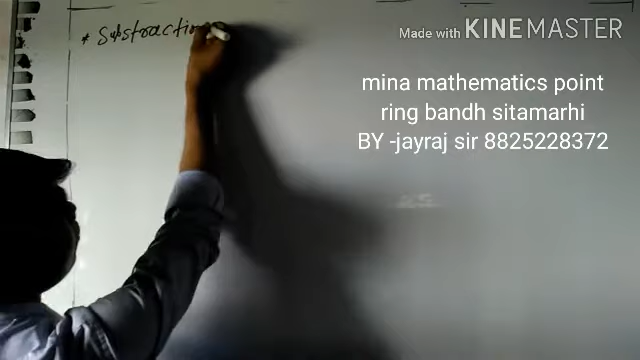 * Substraction
Made with KINEMASTER
mina mathematics point
ring bandh sitamarhi
BY -jayraj sir 8825228372